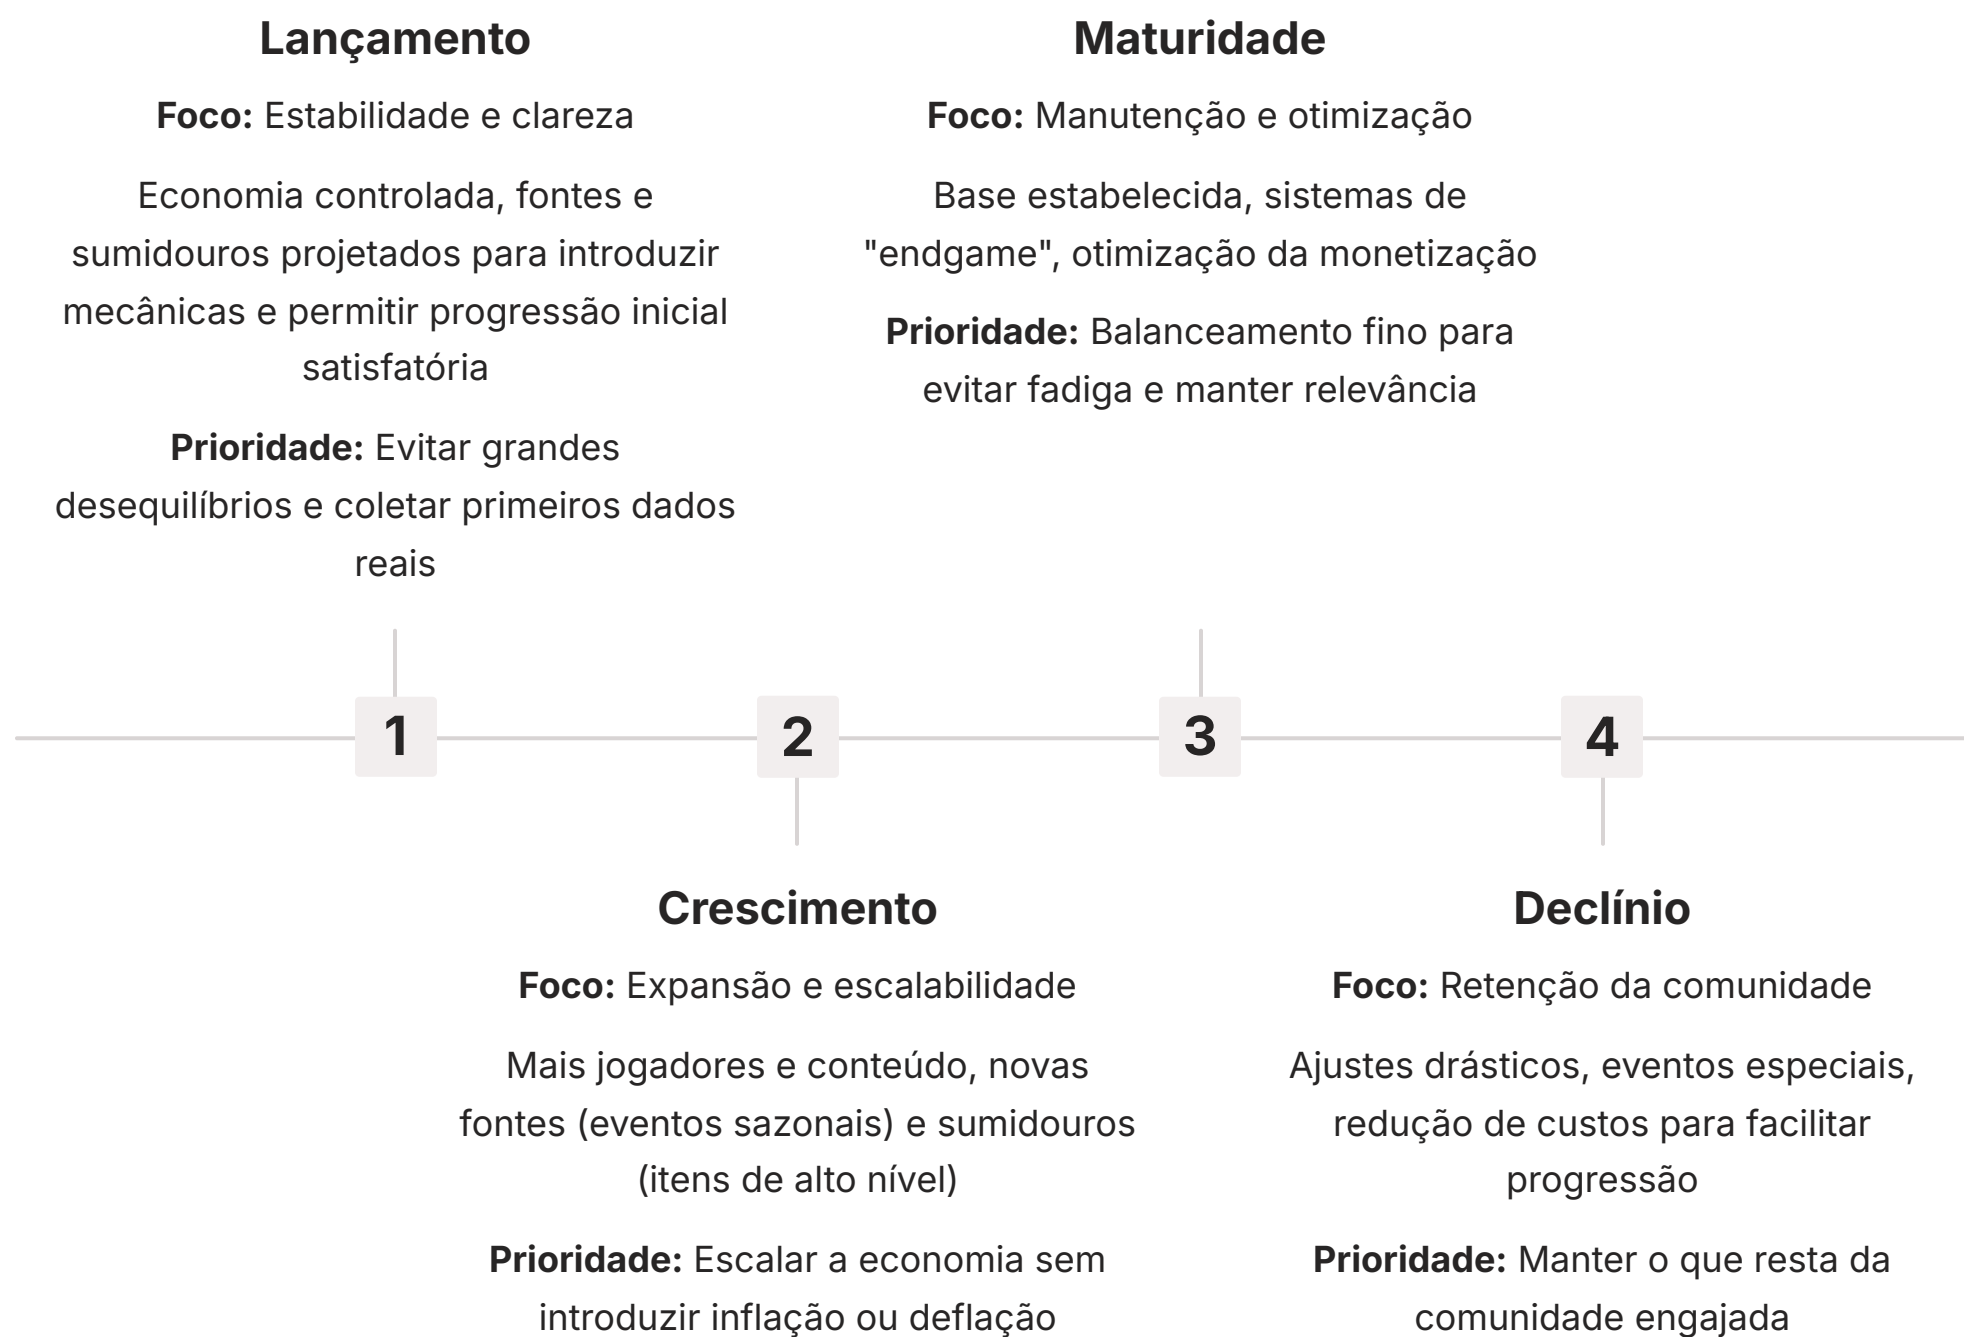 Lançamento
Foco: Estabilidade e clareza
Economia controlada, fontes e
sumidouros projetados para introduzir
mecânicas e permitir progressão inicial
satisfatória
Prioridade: Evitar grandes
desequilíbrios e coletar primeiros dados
reais
Maturidade
Foco: Manutenção e otimização
Base estabelecida, sistemas de
"endgame", otimização da monetização
Prioridade: Balanceamento fino para
evitar fadiga e manter relevância
1
2
3
4
Crescimento
Foco: Expansão e escalabilidade
Mais jogadores e conteúdo, novas
fontes (eventos sazonais) e sumidouros
(itens de alto nível)
Prioridade: Escalar a economia sem
introduzir inflação ou deflação
Declínio
Foco: Retenção da comunidade
Ajustes drásticos, eventos especiais,
redução de custos para facilitar
progressão
Prioridade: Manter o que resta da
comunidade engajada